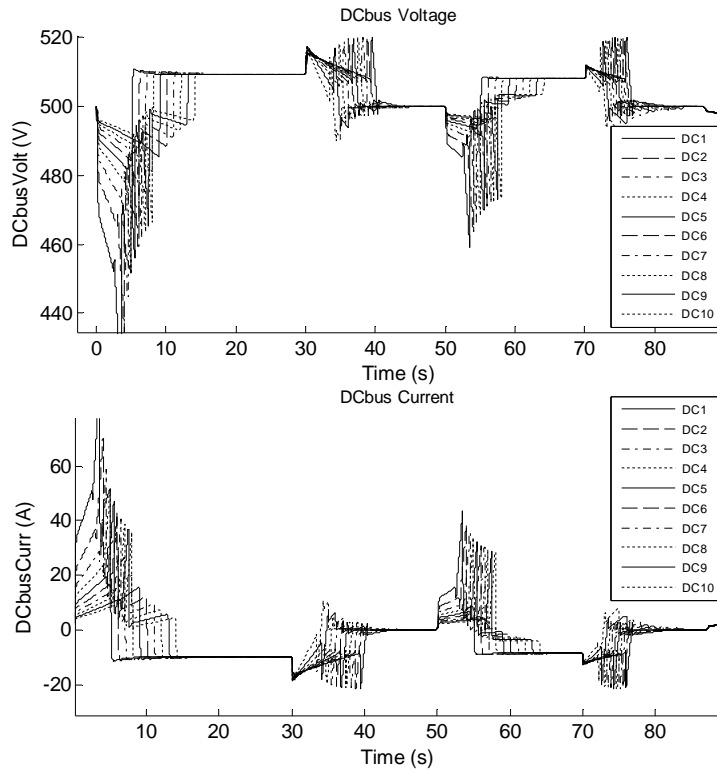 DCbus Voltage
DCbusVolt (V)
520
500
480
460
440
0
10
20
30
40
50
60
70
80
Time (s)
DC1
DC2
DC3
DC4
DC5
DC6
DC7
DC8
DC9
DC10
DCbus Current
DCbusCurr (A)
60
40
20
0
-20
10
20
30
40
50
60
70
80
Time (s)
DC1
DC2
DC3
DC4
DC5
DC6
DC7
DC8
DC9
DC10